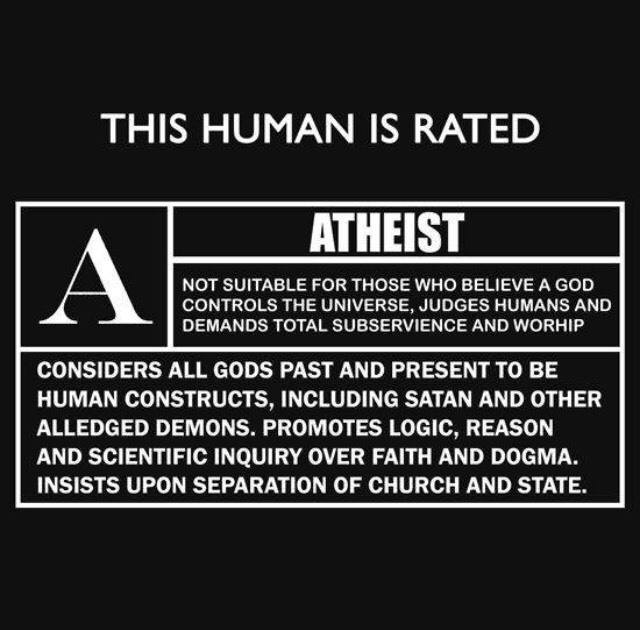 THIS HUMAN IS RATED
A
ATHEIST
NOT SUITABLE FOR THOSE WHO BELIEVE A GOD
CONTROLS THE UNIVERSE, JUDGES HUMANS AND
DEMANDS TOTAL SUBSERVIENCE AND WORHIP
CONSIDERS ALL GODS PAST AND PRESENT TO BE
HUMAN CONSTRUCTS, INCLUDING SATAN AND OTHER
ALLEDGED DEMONS. PROMOTES LOGIC, REASON
AND SCIENTIFIC INQUIRY OVER FAITH AND DOGMA.
INSISTS UPON SEPARATION OF CHURCH AND STATE.